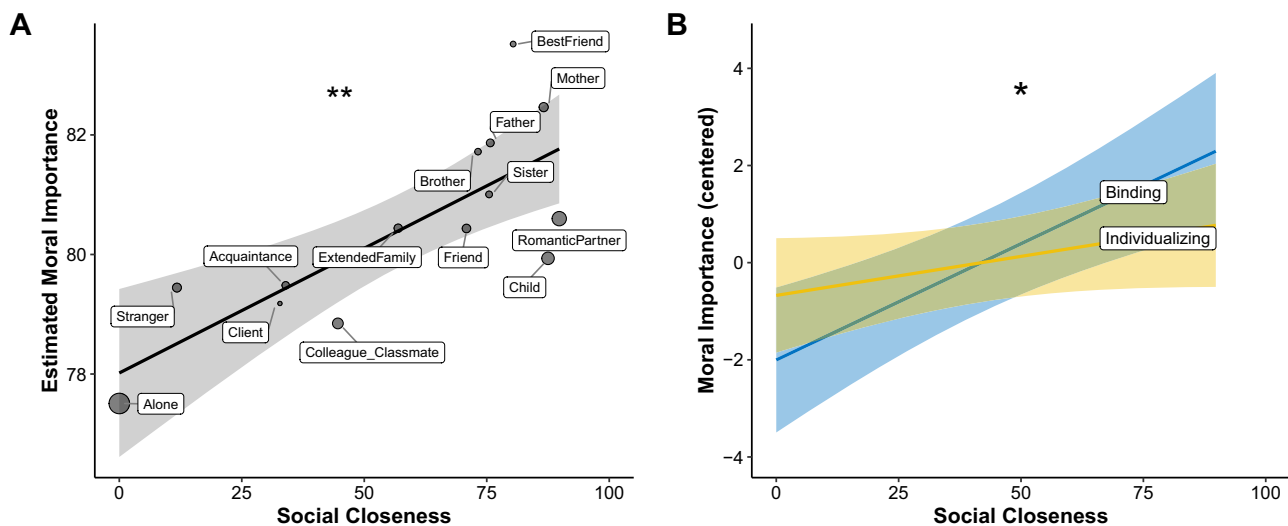 A
Estimated Moral Importance
82
80
78
**
BestFriend
Mother
Father
Brother
Sister
Acquaintance
ExtendedFamily
Friend
RomanticPartner
Child
Stranger
Client
Colleague_Classmate
Alone
0 25 50 75 100
Social Closeness
B
Moral Importance (centered)
4
2
0
−2
−4
*
Binding
Individualizing
0 25 50 75 100
Social Closeness